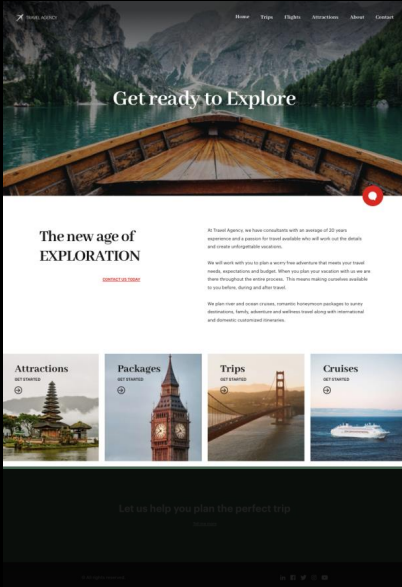 TRAVEL AGENCY
Home Trips Flights Attractions About Contact
Get ready to Explore
The new age of
EXPLORATION
CONTACT US TODAY
At Travel Agency, we have consultants with an average of 20 years
experience and a passion for travel available who will work out the details
and create unforgettable vacations.
We will work with you to plan a worry free adventure that meets your travel
needs, expectations and budget. When you plan your vacation with us we are
there throughout the entire process. This means making ourselves available
to you before, during and after travel.
We plan river and ocean cruises, romantic honeymoon packages to sunny
destinations, family, adventure and wellness travel along with international
and domestic customized itineraries.
Attractions
GET STARTED
Packages
GET STARTED
Trips
GET STARTED
Cruises
GET STARTED
Let us help you plan the perfect trip